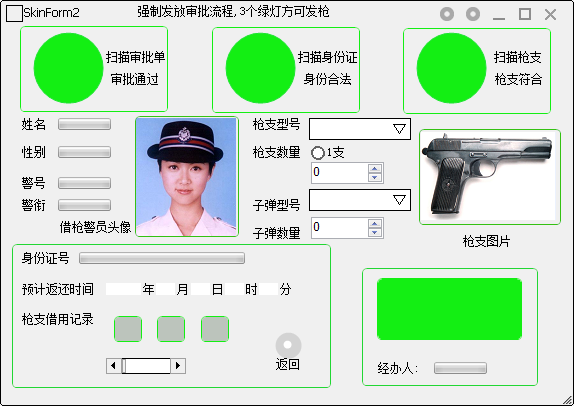 SkinForm2 强制发放审批流程,3个绿灯方可发枪
扫描审批单
审批通过
扫描身份证
身份合法
扫描枪支
枪支符合
姓名
性别
警号
警衔
借枪警员头像
枪支型号
枪支数量 1支
0
子弹型号
子弹数量 0
枪支图片
身份证号
预计返还时间 年 月 日 时 分
枪支借用记录
返回
经办人: